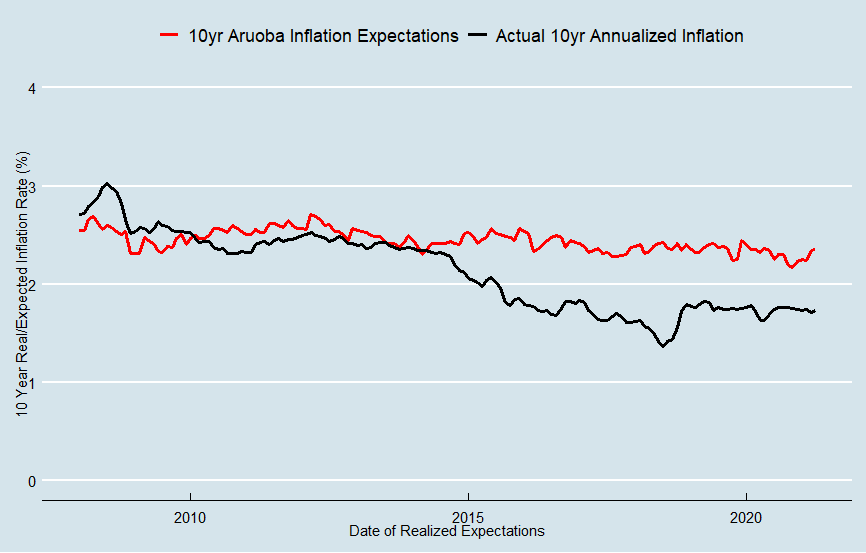 10yr Aruoba Inflation Expectations Actual 10yr Annualized Inflation
10 Year Real/Expected Inflation Rate (%)
4
3
2
1
0
2010 2015 2020
Date of Realized Expectations